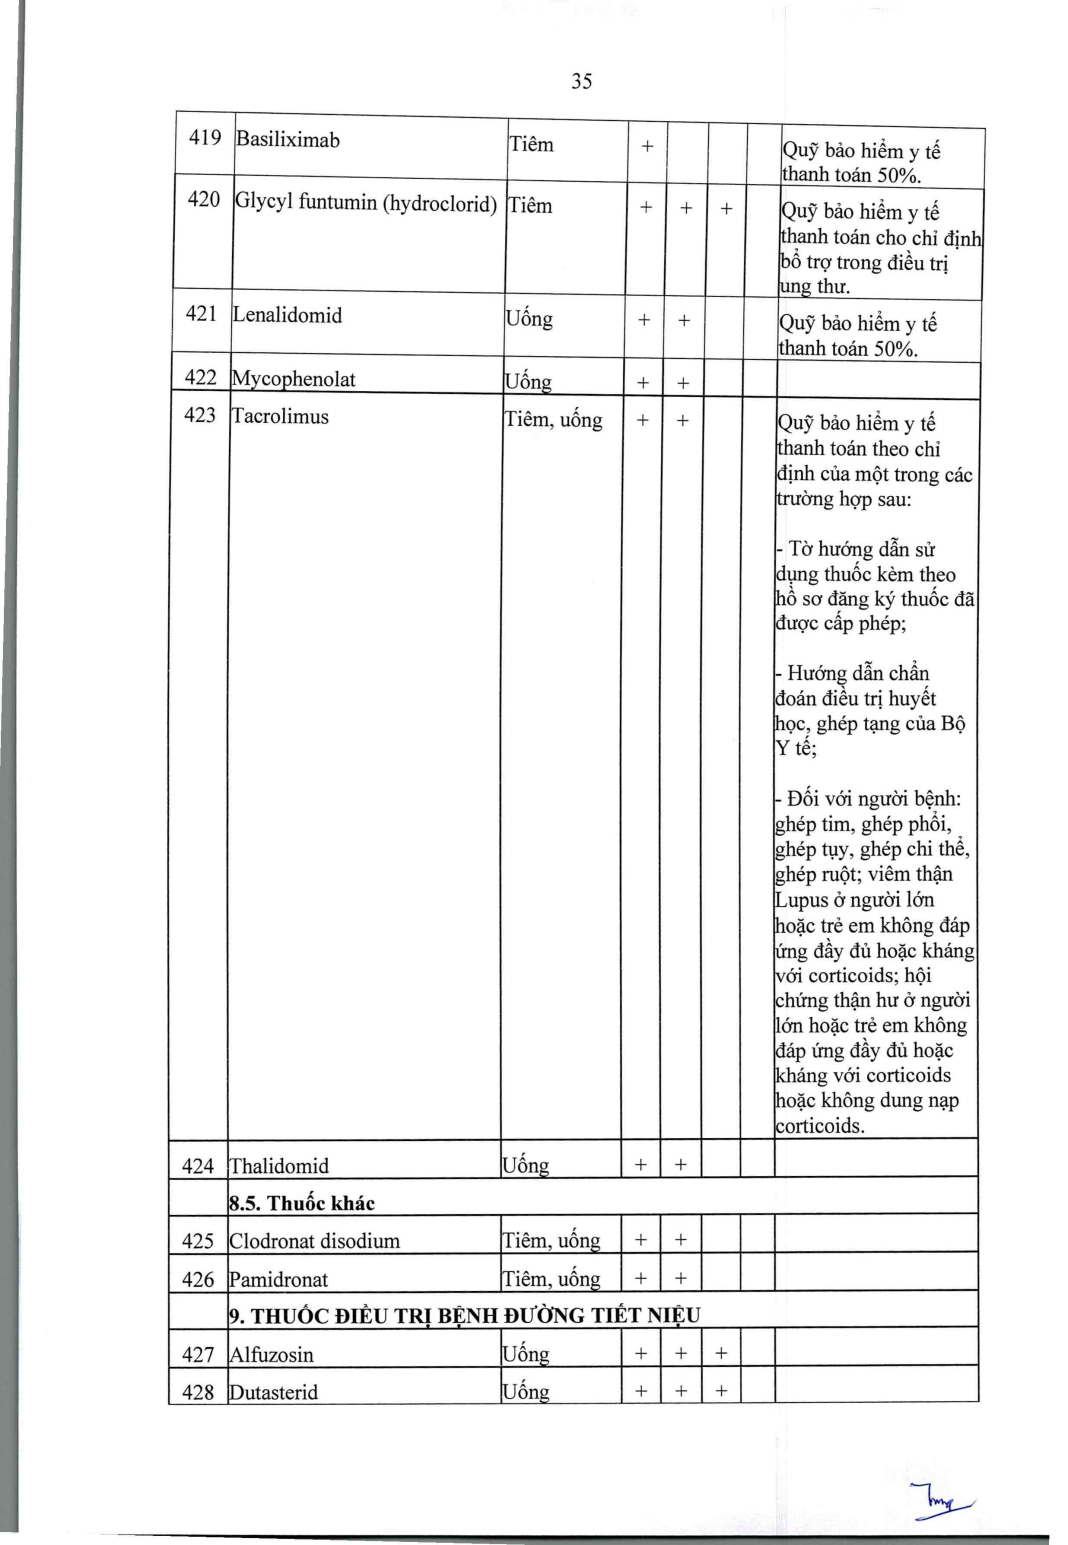 35
419 Basiliximab Tiêm + Quỹ bảo hiểm y tế
thanh toán 50%.
420 Glycyl funtumin (hydroclorid) Tiêm + + + Quỹ bảo hiểm y tế
thanh toán cho chỉ định
bổ trợ trong điều trị
ung thư.
421 Lenalidomid Uống + + Quỹ bảo hiểm y tế
thanh toán 50%.
422 Mycophenolat Uống + +
423 Tacrolimus Tiêm, uống + + Quỹ bảo hiểm y tế
thanh toán theo chỉ
định của một trong các
trường hợp sau:
- Tờ hướng dẫn sử
dụng thuốc kèm theo
hồ sơ đăng ký thuốc đã
được cấp phép;
- Hướng dẫn chẩn
đoán điều trị huyết
học, ghép tạng của Bộ
Y tế;
- Đối với người bệnh:
ghép tim, ghép phổi,
ghép tụy, ghép chi thể,
ghép ruột; viêm thận
Lupus ở người lớn
hoặc trẻ em không đáp
ứng đầy đủ hoặc kháng
với corticoids; hội
chứng thận hư ở người
lớn hoặc trẻ em không
đáp ứng đầy đủ hoặc
kháng với corticoids
hoặc không dung nạp
corticoids.
424 Thalidomid Uống + +
8.5. Thuốc khác
425 Clodronat disodium Tiêm, uống + +
426 Pamidronat Tiêm, uống + +
9. THUỐC ĐIỀU TRỊ BỆNH ĐƯỜNG TIẾT NIỆU
427 Alfuzosin Uống + + +
428 Dutasterid Uống + + +